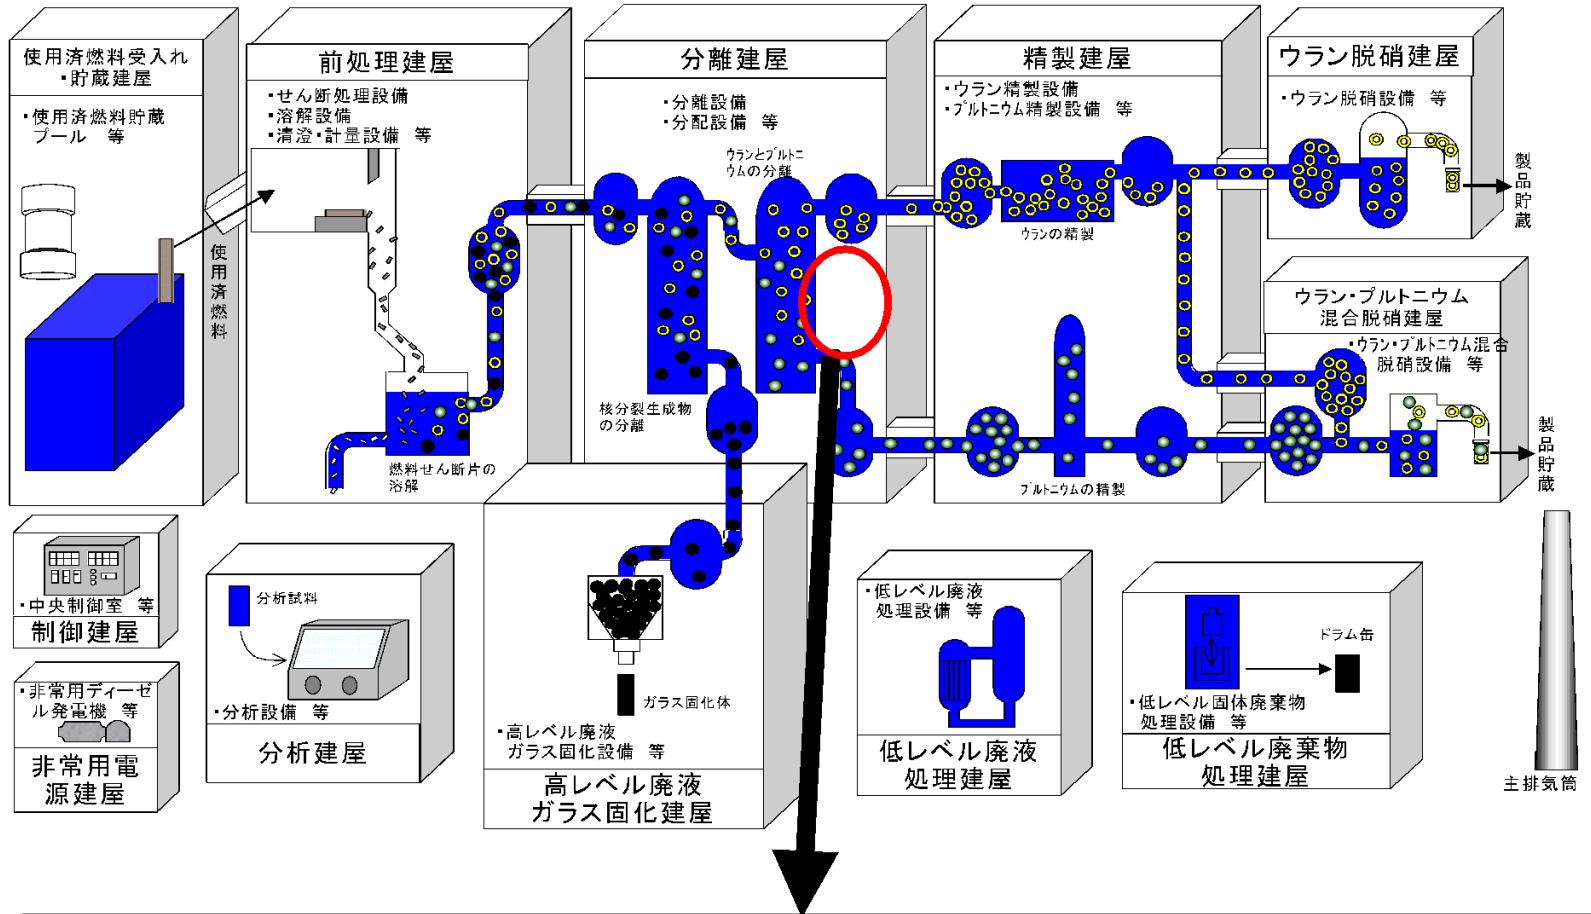 使用済燃料受入れ
・貯蔵建屋
・使用済燃料貯蔵
プール 等
使用済燃料
前処理建屋
・せん断処理設備
・溶解設備
・清澄・計量設備 等
燃料せん断片の
溶解
分離建屋
・分離設備
・分配設備 等
ウランとプルトニ
ウムの分離
核分裂生成物
の分離
精製建屋
・ウラン精製設備
・プルトニウム精製設備 等
ウランの精製
プルトニウムの精製
ウラン脱硝建屋
・ウラン脱硝設備 等
製品貯蔵
ウラン・プルトニウム
混合脱硝建屋
・ウラン・プルトニウム混合
脱硝設備 等
製品貯蔵
・中央制御室 等
制御建屋
・非常用ディーゼ
ル発電機 等
非常用電
源建屋
分析試料
・分析設備 等
分析建屋
ガラス固化体
・高レベル廃液
ガラス固化設備 等
高レベル廃液
ガラス固化建屋
・低レベル廃液
処理設備 等
低レベル廃液
処理建屋
ドラム缶
・低レベル固体廃棄物
処理設備 等
低レベル廃棄物
処理建屋
主排気筒